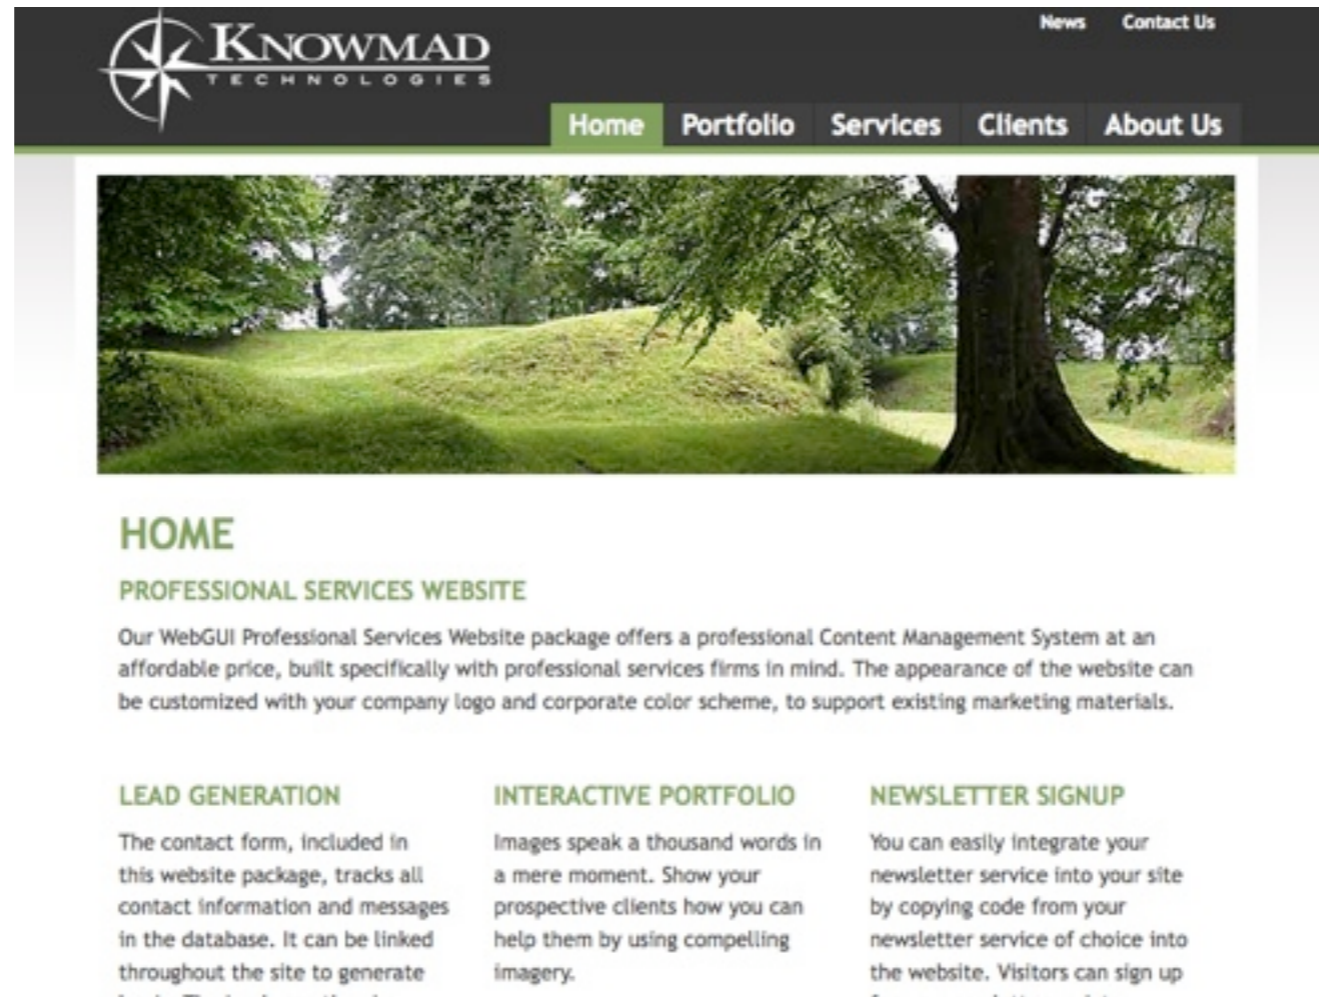 News Contact Us
KNOWMAD
TECHNOLOGIES
Home Portfolio Services Clients About Us
HOME
PROFESSIONAL SERVICES WEBSITE
Our WebGUI Professional Services Website package offers a professional Content Management System at an
affordable price, built specifically with professional services firms in mind. The appearance of the website can
be customized with your company logo and corporate color scheme, to support existing marketing materials.
LEAD GENERATION
The contact form, included in
this website package, tracks all
contact information and messages
in the database. It can be linked
throughout the site to generate
INTERACTIVE PORTFOLIO
Images speak a thousand words in
a mere moment. Show your
prospective clients how you can
help them by using compelling
imagery.
NEWSLETTER SIGNUP
You can easily integrate your
newsletter service into your site
by copying code from your
newsletter service of choice into
the website. Visitors can sign up